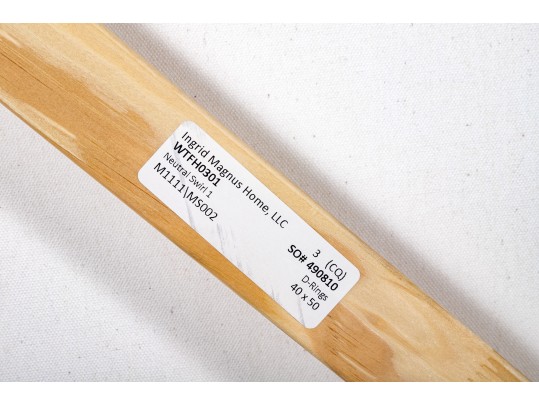 Ingrid Magnus Home, LLC
WTFH0301
Neutral Swirl 1
M1111\MS002
3 (CQ)
SO# 490810
D-Rings
40 x 50